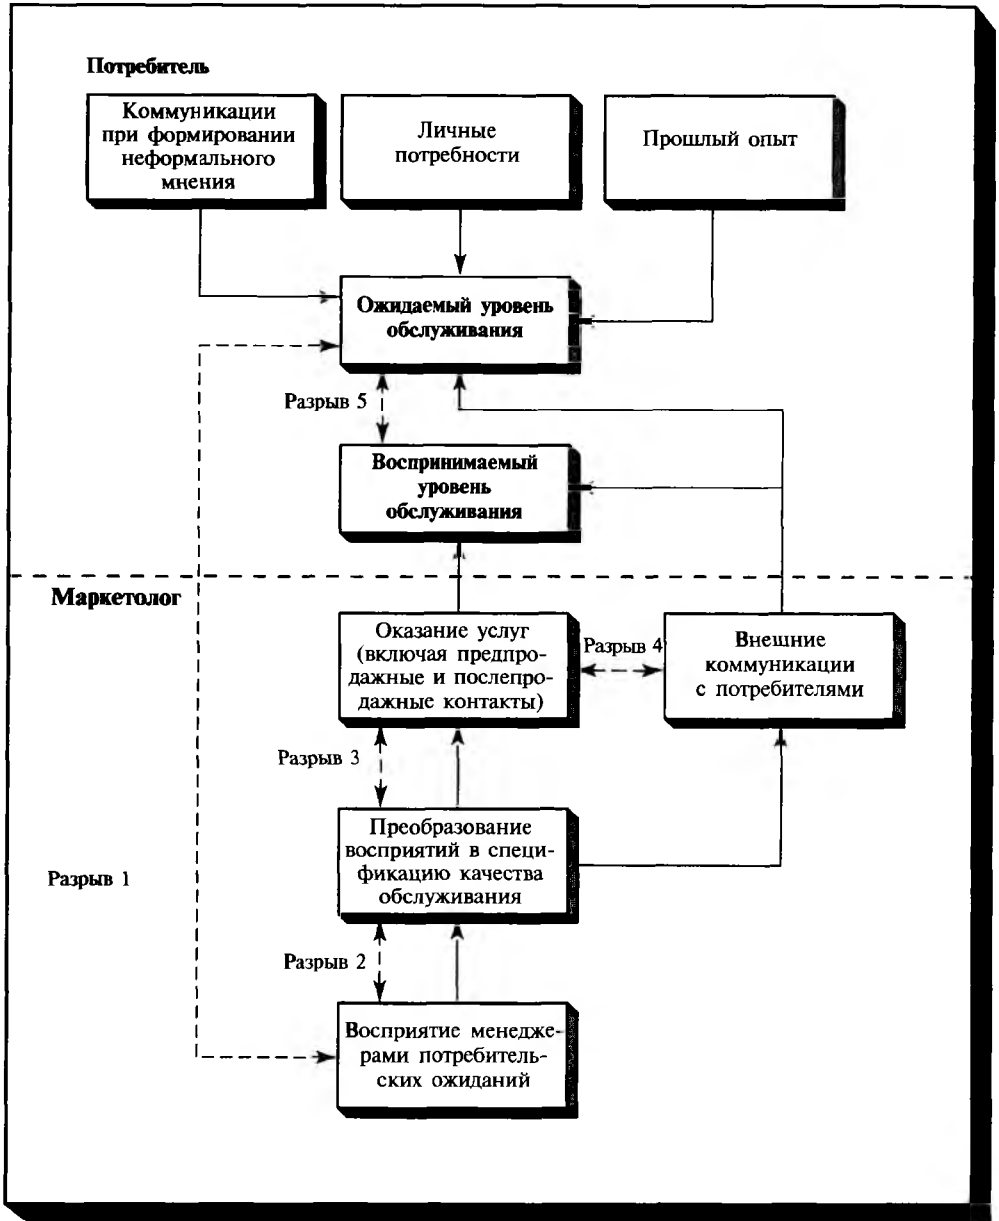 Потребитель
Коммуникации
при формировании
неформального
мнения
Личные
потребности
Прошлый опыт
Ожидаемый уровень
обслуживания
Разрыв 5
Воспринимаемый
уровень
обслуживания
Маркетолог
Оказание услуг
(включая предпро-
дажные и послепро-
дажные контакты)
Разрыв 4
Внешние
коммуникации
с потребителями
Разрыв 3
Преобразование
восприятий в специ-
фикацию качества
обслуживания
Разрыв 1
Разрыв 2
Восприятие менедже-
рами потребитель-
ских ожиданий